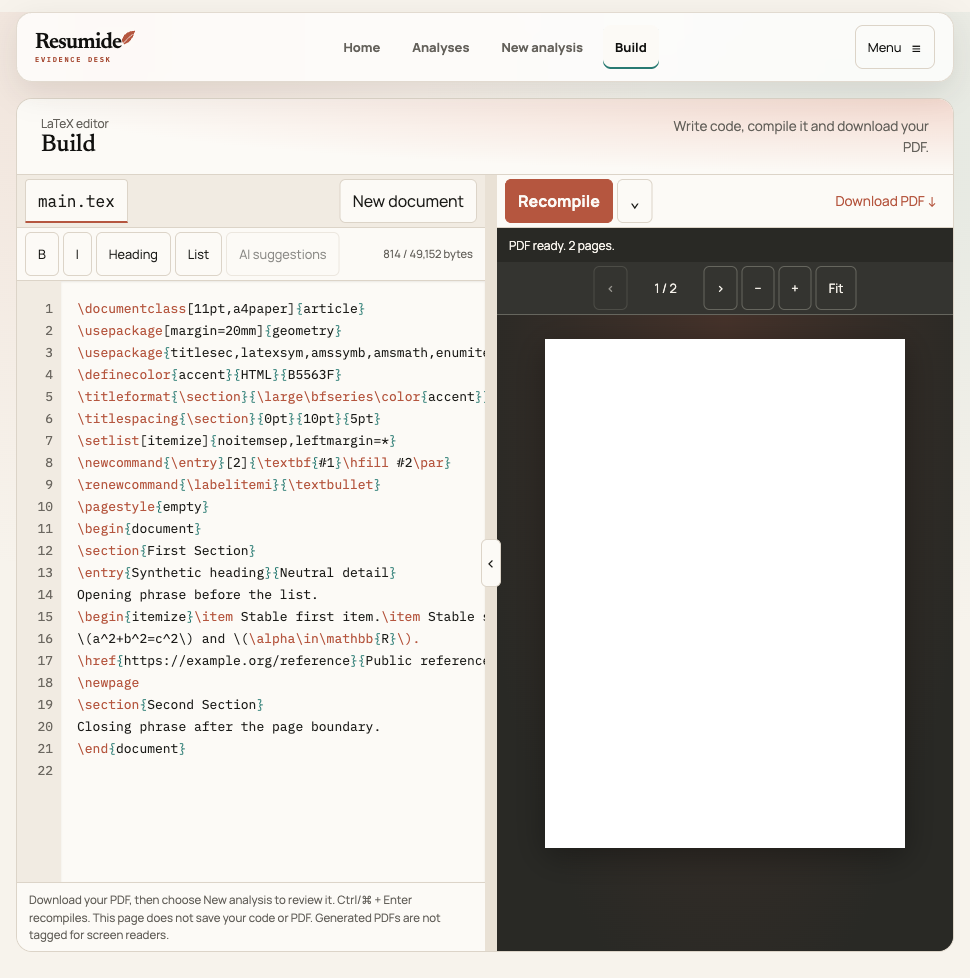 Resumide
EVIDENCE DESK
Home Analyses New analysis Build
Menu ≡
LaTeX editor
Build
Write code, compile it and download your
PDF.
main.tex
New document
Recompile
Download PDF ↓
B I Heading List AI suggestions 814 / 49,152 bytes
PDF ready. 2 pages.
‹ 1 / 2 › − + Fit
1 \documentclass[11pt,a4paper]{article}
2 \usepackage[margin=20mm]{geometry}
3 \usepackage{titlesec,latexsym,amssymb,amsmath,enumite
4 \definecolor{accent}{HTML}{B5563F}
5 \titleformat{\section}{\large\bfseries\color{accent}}
6 \titlespacing{\section}{0pt}{10pt}{5pt}
7 \setlist[itemize]{noitemsep,leftmargin=*}
8 \newcommand{\entry}[2]{\textbf{#1}\hfill #2\par}
9 \renewcommand{\labelitemi}{\textbullet}
10 \pagestyle{empty}
11 \begin{document}
12 \section{First Section}
13 \entry{Synthetic heading}{Neutral detail}
14 Opening phrase before the list.
15 \begin{itemize}\item Stable first item.\item Stable s
16 \(a^2+b^2=c^2\) and \(\alpha\in\mathbb{R}\).
17 \href{https://example.org/reference}{Public reference
18 \newpage
19 \section{Second Section}
20 Closing phrase after the page boundary.
21 \end{document}
22
Download your PDF, then choose New analysis to review it. Ctrl/⌘ + Enter
recompiles. This page does not save your code or PDF. Generated PDFs are not
tagged for screen readers.